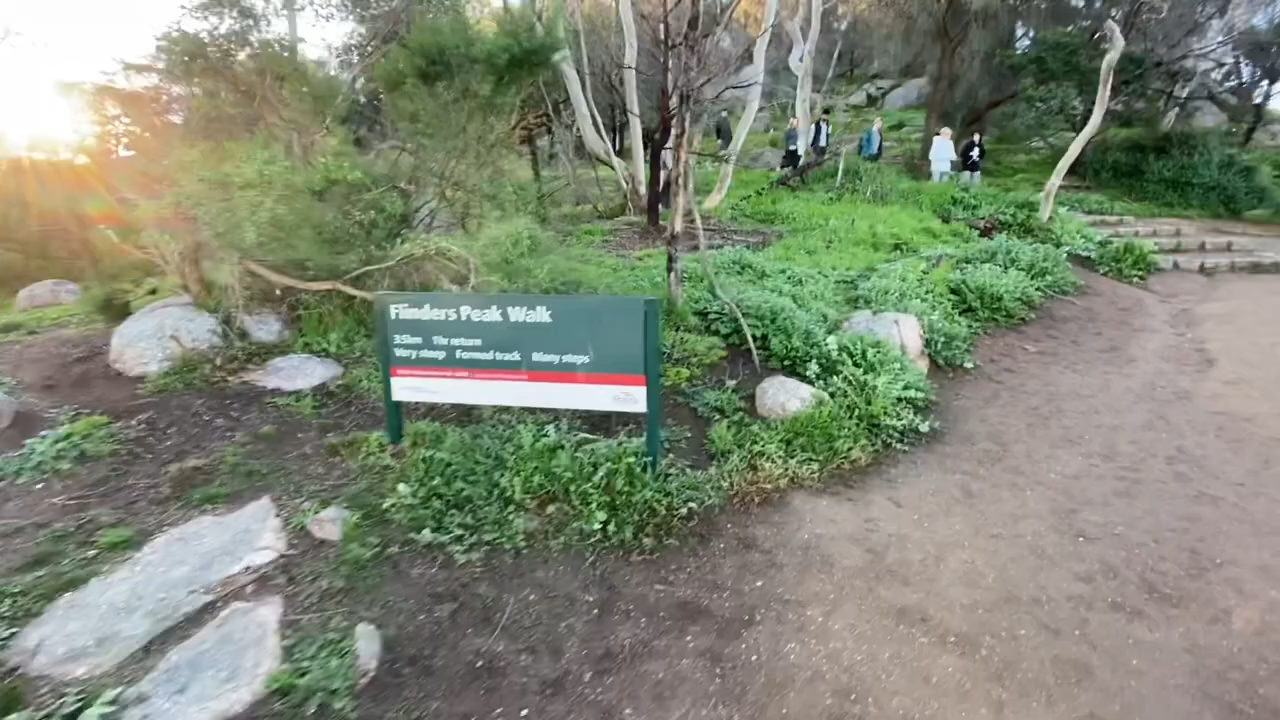 Flinders Peak Walk
3.5km 1hr return
Very steep Formed track Many steps